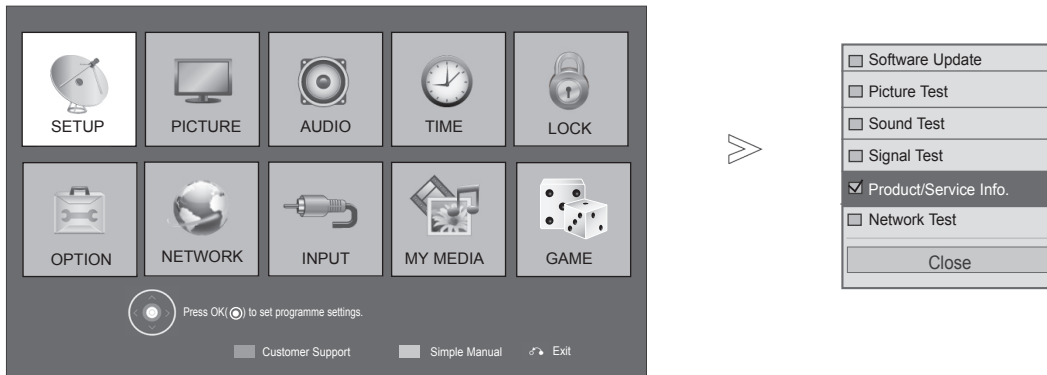 SETUP PICTURE AUDIO TIME LOCK
OPTION NETWORK INPUT MY MEDIA GAME
Press OK(◉) to set programme settings.
Customer Support Simple Manual Exit
Software Update
Picture Test
Sound Test
Signal Test
Product/Service Info.
Network Test
Close